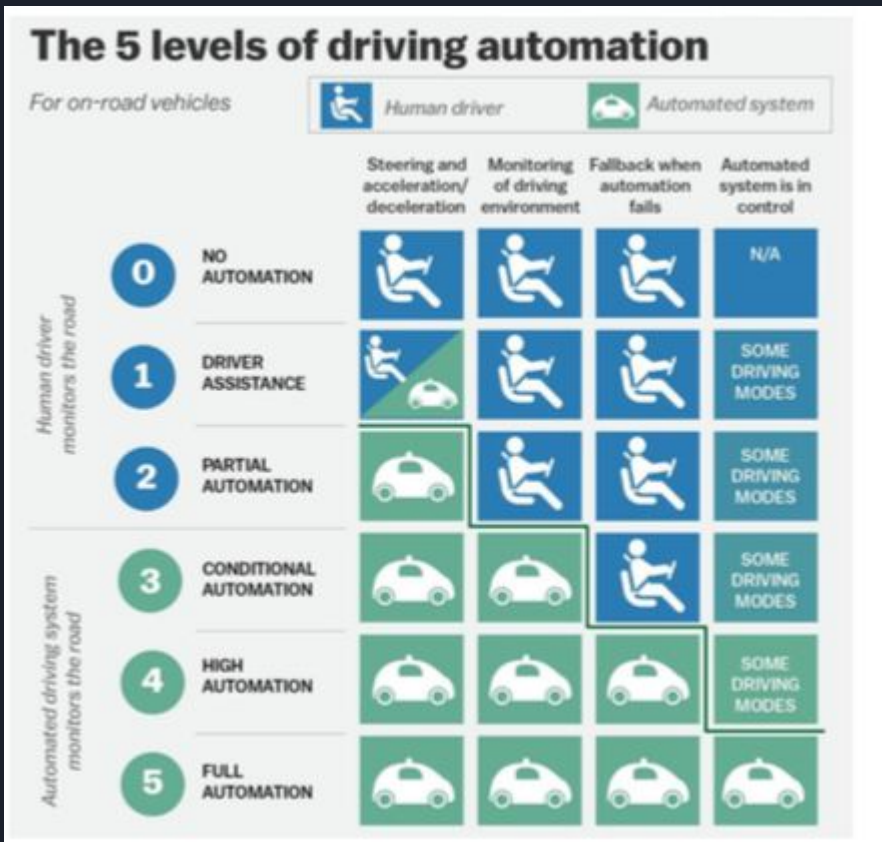 The 5 levels of driving automation
For on-road vehicles
Human driver
Automated system
Steering and
acceleration/
deceleration
Monitoring
of driving
environment
Fallback when
automation
fails
Automated
system is in
control
Human driver
monitors the road
0
NO
AUTOMATION
N/A
1
DRIVER
ASSISTANCE
SOME
DRIVING
MODES
2
PARTIAL
AUTOMATION
SOME
DRIVING
MODES
Automated driving system
monitors the road
3
CONDITIONAL
AUTOMATION
SOME
DRIVING
MODES
4
HIGH
AUTOMATION
SOME
DRIVING
MODES
5
FULL
AUTOMATION